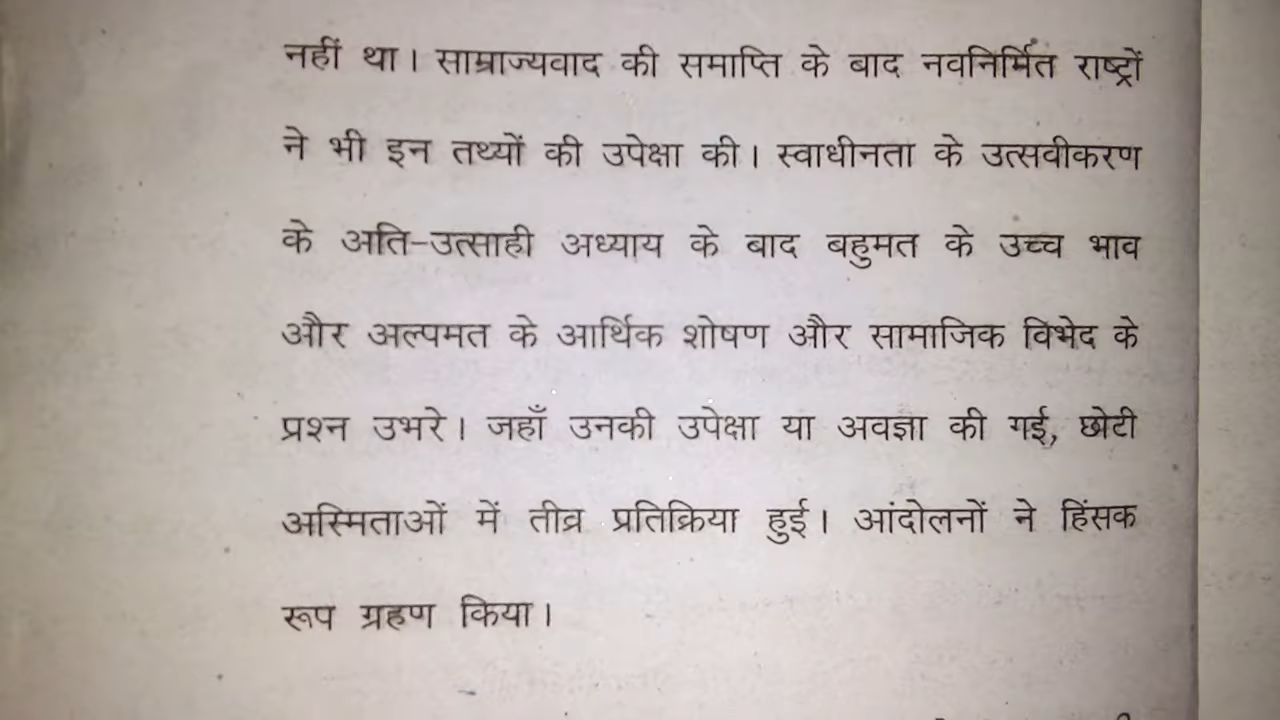 नहीं था। साम्राज्यवाद की समाप्ति के बाद नवनिर्मित राष्ट्रों
ने भी इन तथ्यों की उपेक्षा की। स्वाधीनता के उत्सवीकरण
के अति-उत्साही अध्याय के बाद बहुमत के उच्च भाव
और अल्पमत के आर्थिक शोषण और सामाजिक विभेद के
प्रश्न उभरे। जहाँ उनकी उपेक्षा या अवज्ञा की गई, छोटी
अस्मिताओं में तीव्र प्रतिक्रिया हुई। आंदोलनों ने हिंसक
रूप ग्रहण किया।